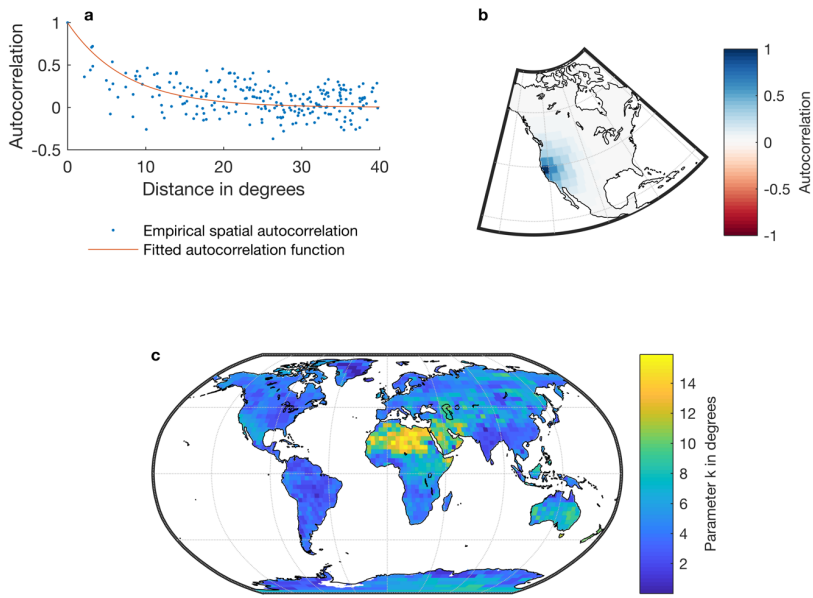 a
Autocorrelation
1
0.5
0
-0.5
0
10
20
30
40
Distance in degrees
Empirical spatial autocorrelation
Fitted autocorrelation function
b
1
0.5
0
-0.5
-1
Autocorrelation
c
14
12
10
8
6
4
2
Parameter k in degrees